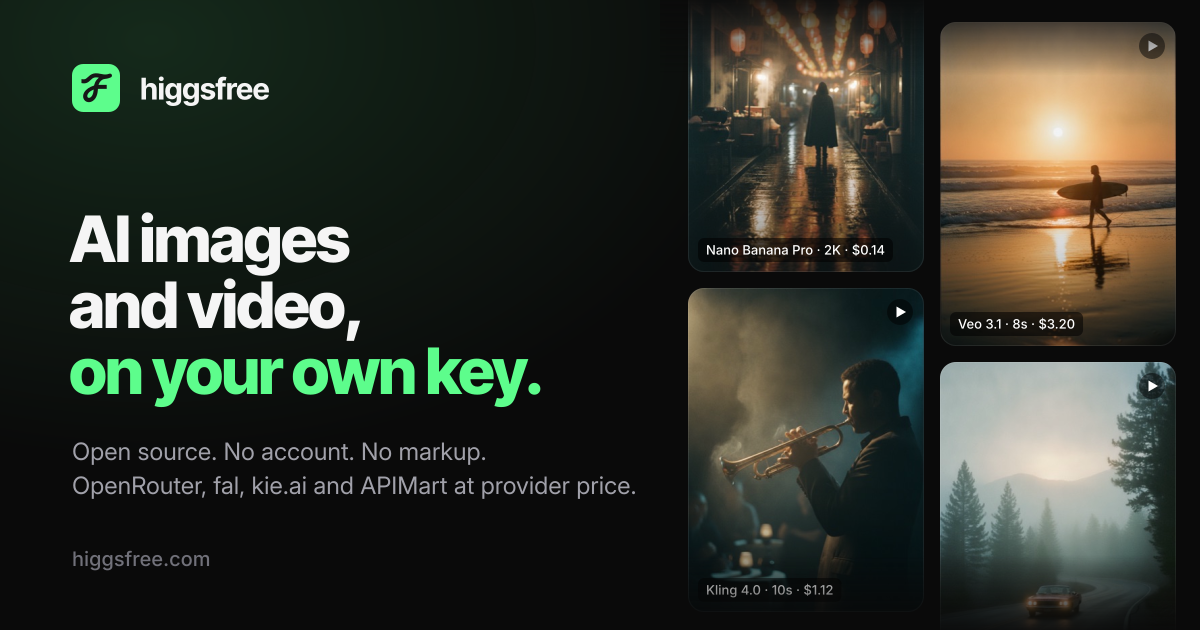 higgsfree
AI images
and video,
on your own key.
Open source. No account. No markup.
OpenRouter, fal, kie.ai and APIMart at provider price.
higgsfree.com
Nano Banana Pro · 2K · $0.14
Kling 4.0 · 10s · $1.12
Veo 3.1 · 8s · $3.20